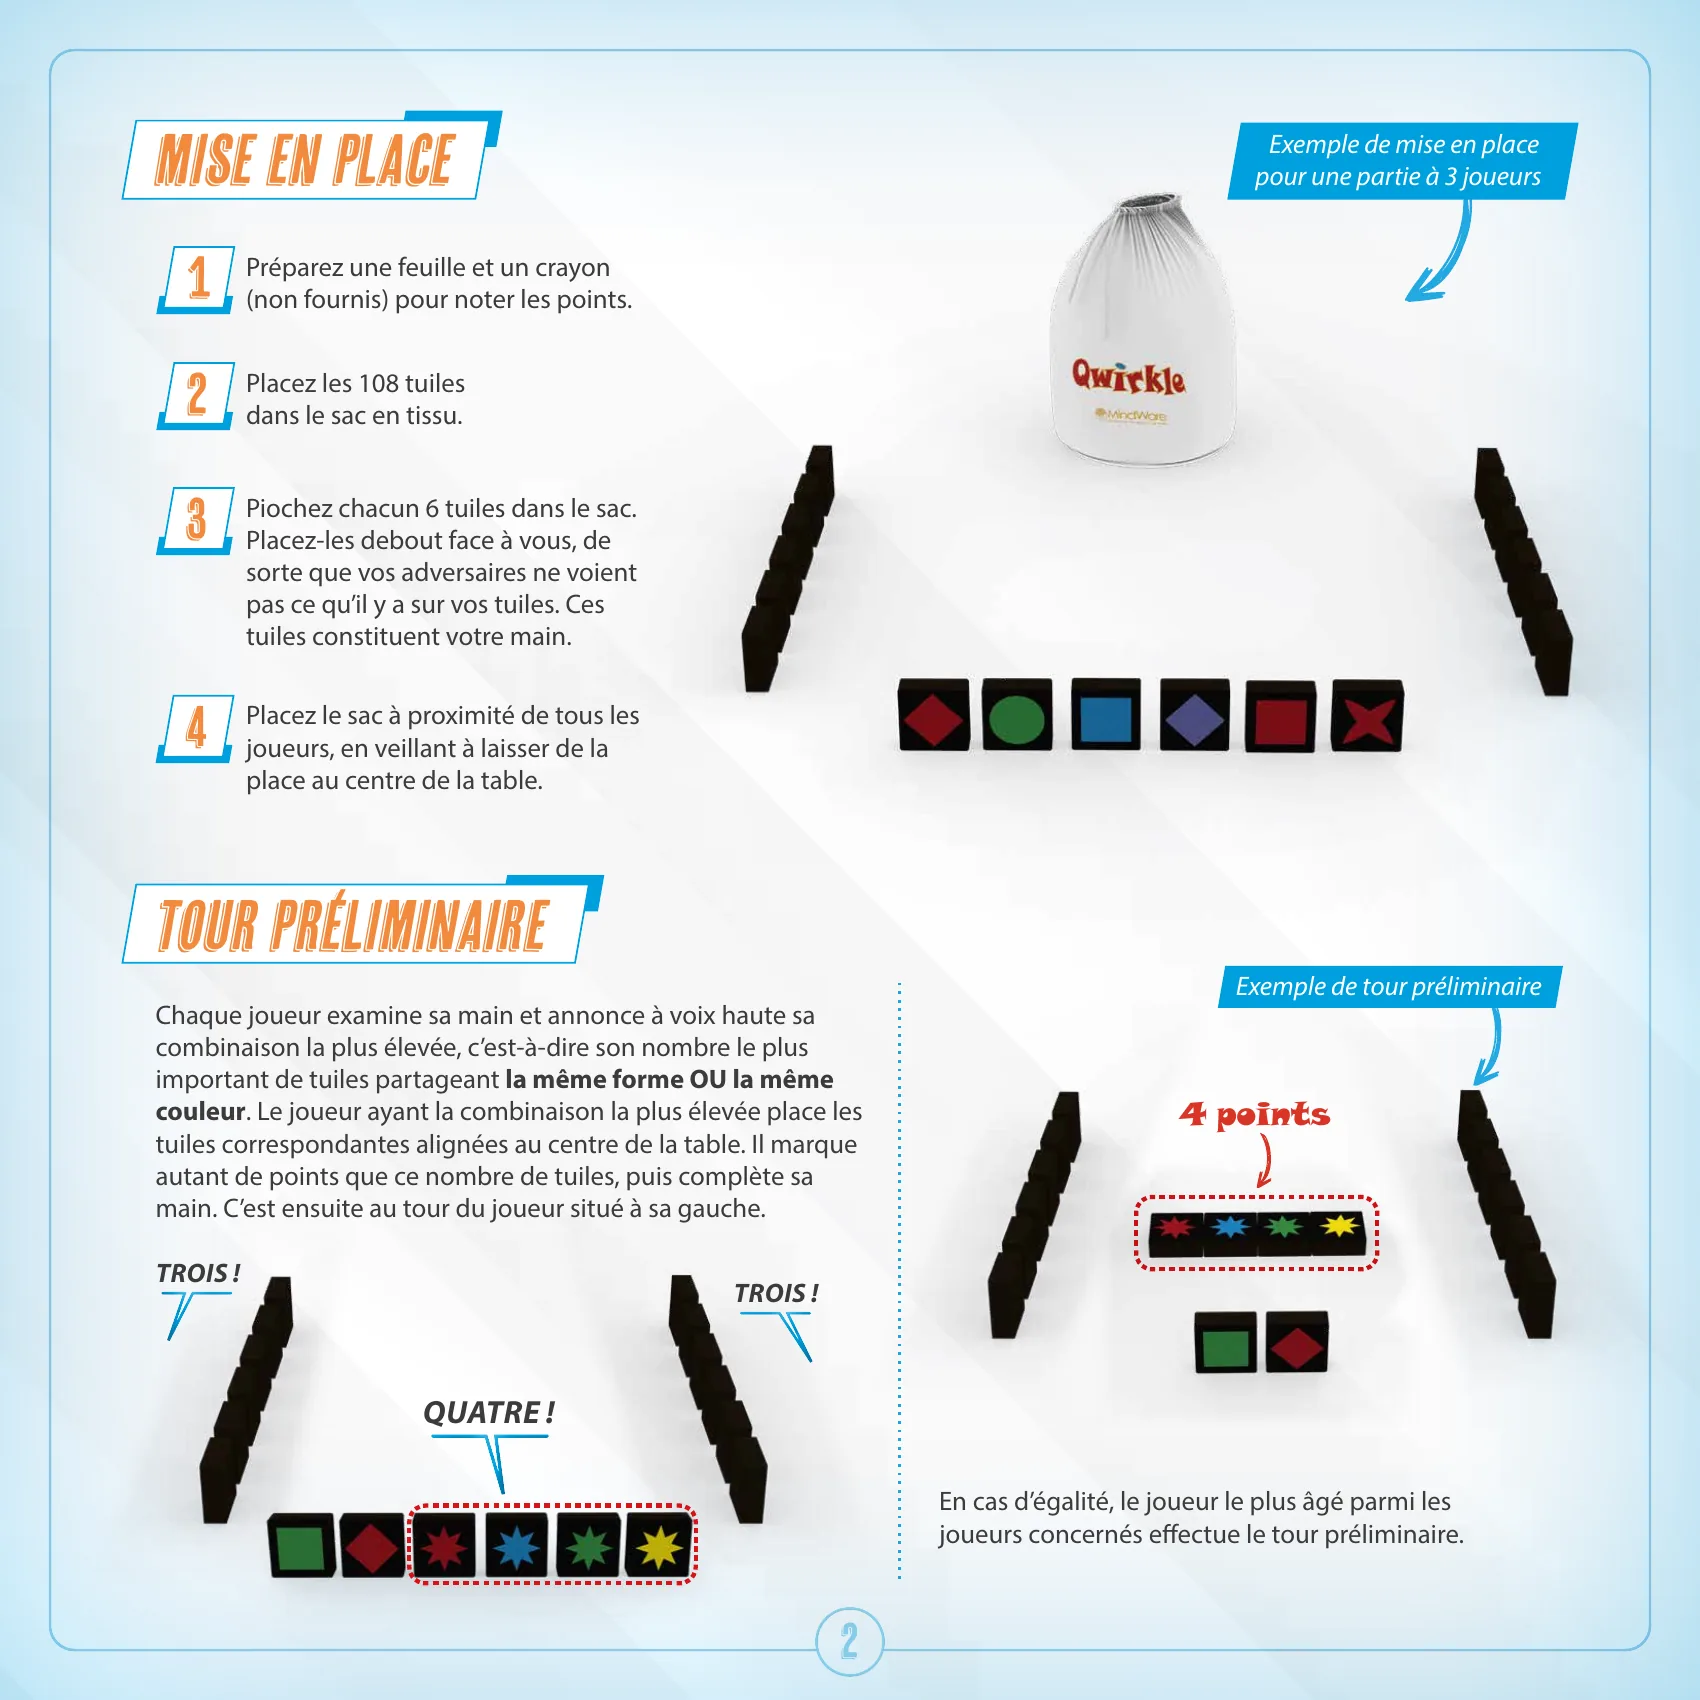 MISE EN PLACE
Exemple de mise en place
pour une partie à 3 joueurs
1
Préparez une feuille et un crayon
(non fournis) pour noter les points.
2
Placez les 108 tuiles
dans le sac en tissu.
3
Piochez chacun 6 tuiles dans le sac.
Placez-les debout face à vous, de
sorte que vos adversaires ne voient
pas ce qu’il y a sur vos tuiles. Ces
tuiles constituent votre main.
4
Placez le sac à proximité de tous les
joueurs, en veillant à laisser de la
place au centre de la table.
Qwirkle
MindWare
TOUR PRÉLIMINAIRE
Chaque joueur examine sa main et annonce à voix haute sa
combinaison la plus élevée, c’est-à-dire son nombre le plus
important de tuiles partageant la même forme OU la même
couleur. Le joueur ayant la combinaison la plus élevée place les
tuiles correspondantes alignées au centre de la table. Il marque
autant de points que ce nombre de tuiles, puis complète sa
main. C’est ensuite au tour du joueur situé à sa gauche.
TROIS !
TROIS !
QUATRE !
Exemple de tour préliminaire
4 points
En cas d’égalité, le joueur le plus âgé parmi les
joueurs concernés effectue le tour préliminaire.
2